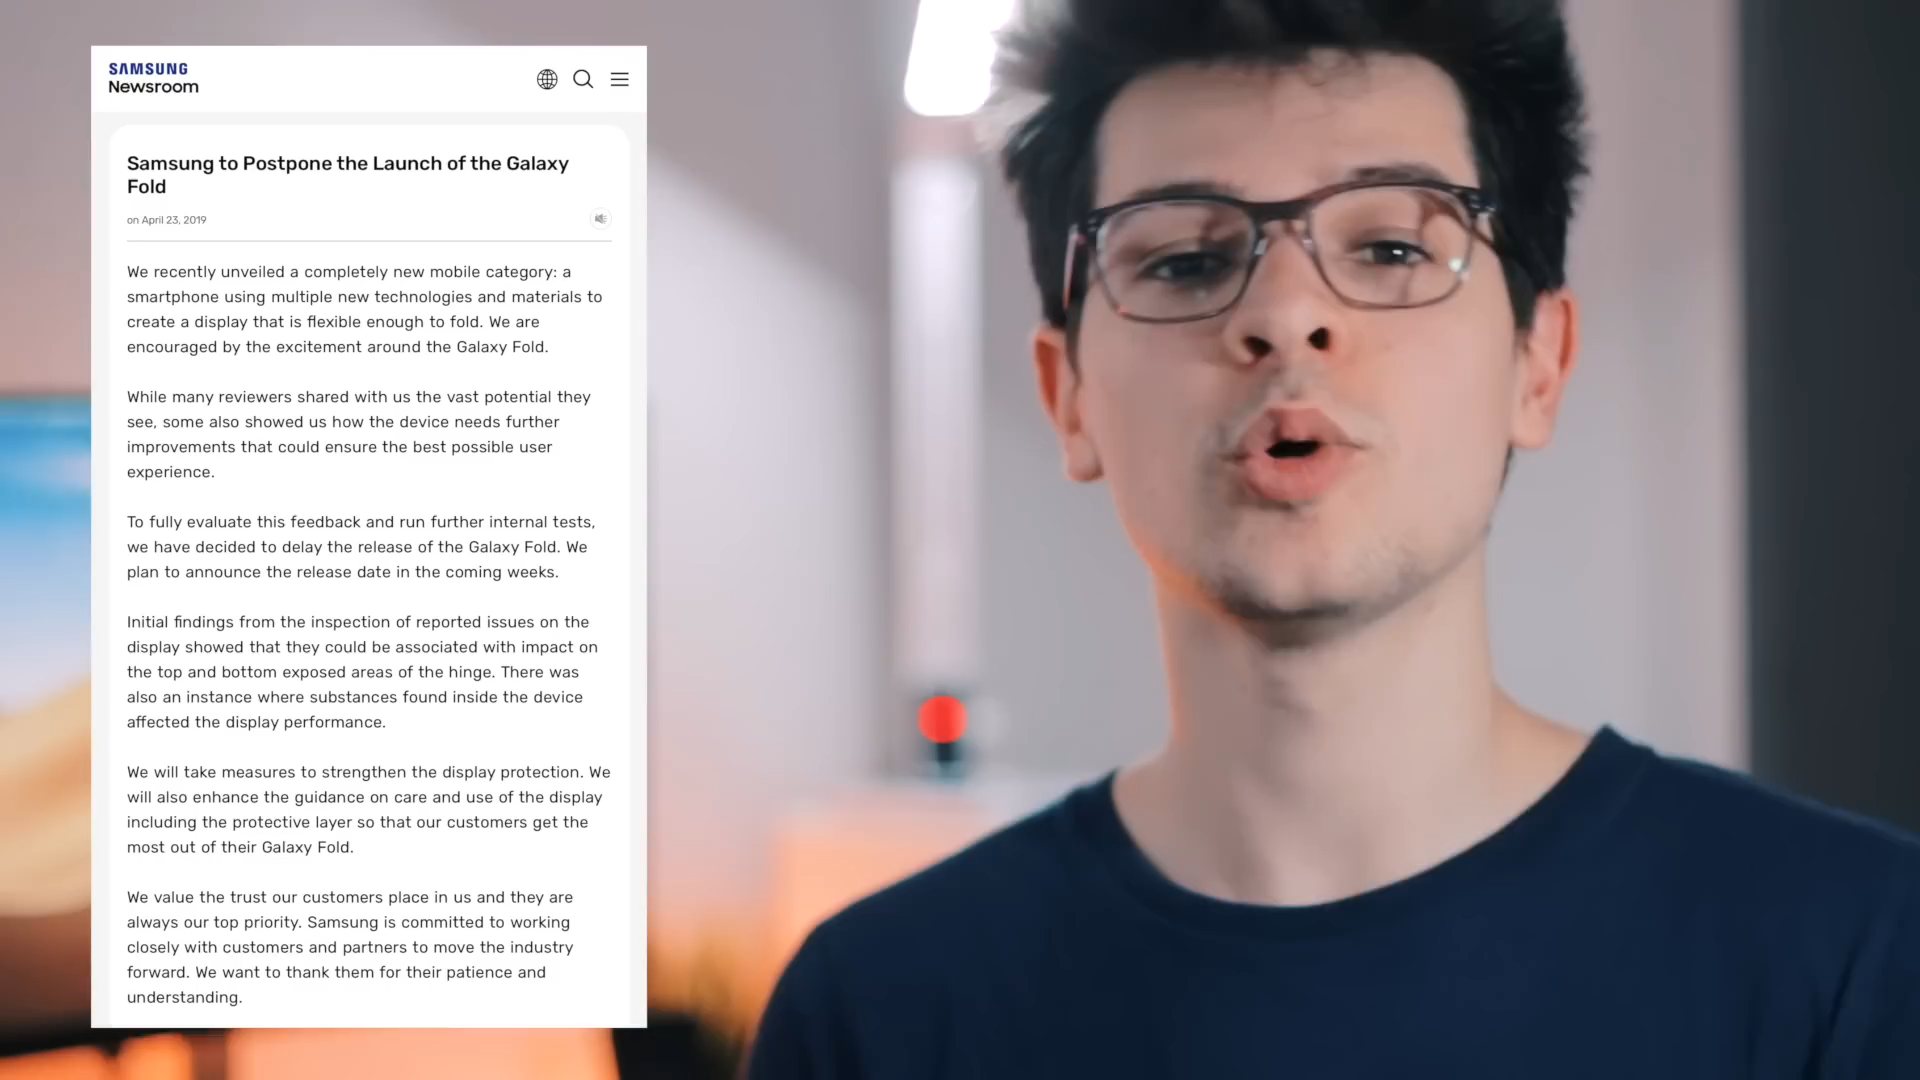 SAMSUNG
Newsroom
Samsung to Postpone the Launch of the Galaxy
Fold
on April 23, 2019
We recently unveiled a completely new mobile category: a
smartphone using multiple new technologies and materials to
create a display that is flexible enough to fold. We are
encouraged by the excitement around the Galaxy Fold.
While many reviewers shared with us the vast potential they
see, some also showed us how the device needs further
improvements that could ensure the best possible user
experience.
To fully evaluate this feedback and run further internal tests,
we have decided to delay the release of the Galaxy Fold. We
plan to announce the release date in the coming weeks.
Initial findings from the inspection of reported issues on the
display showed that they could be associated with impact on
the top and bottom exposed areas of the hinge. There was
also an instance where substances found inside the device
affected the display performance.
We will take measures to strengthen the display protection. We
will also enhance the guidance on care and use of the display
including the protective layer so that our customers get the
most out of their Galaxy Fold.
We value the trust our customers place in us and they are
always our top priority. Samsung is committed to working
closely with customers and partners to move the industry
forward. We want to thank them for their patience and
understanding.